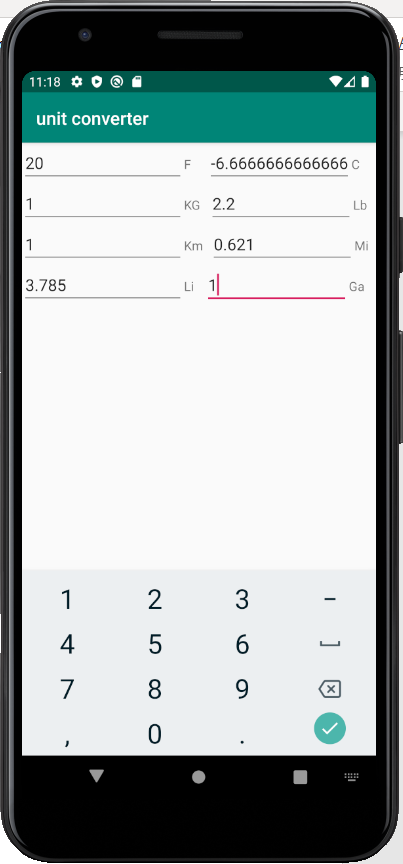 11:18
unit converter
20 F -6.6666666666666 C
1 KG 2.2 Lb
1 Km 0.621 Mi
3.785 Li 1 Ga
1 2 3 -
4 5 6
7 8 9
, 0 .